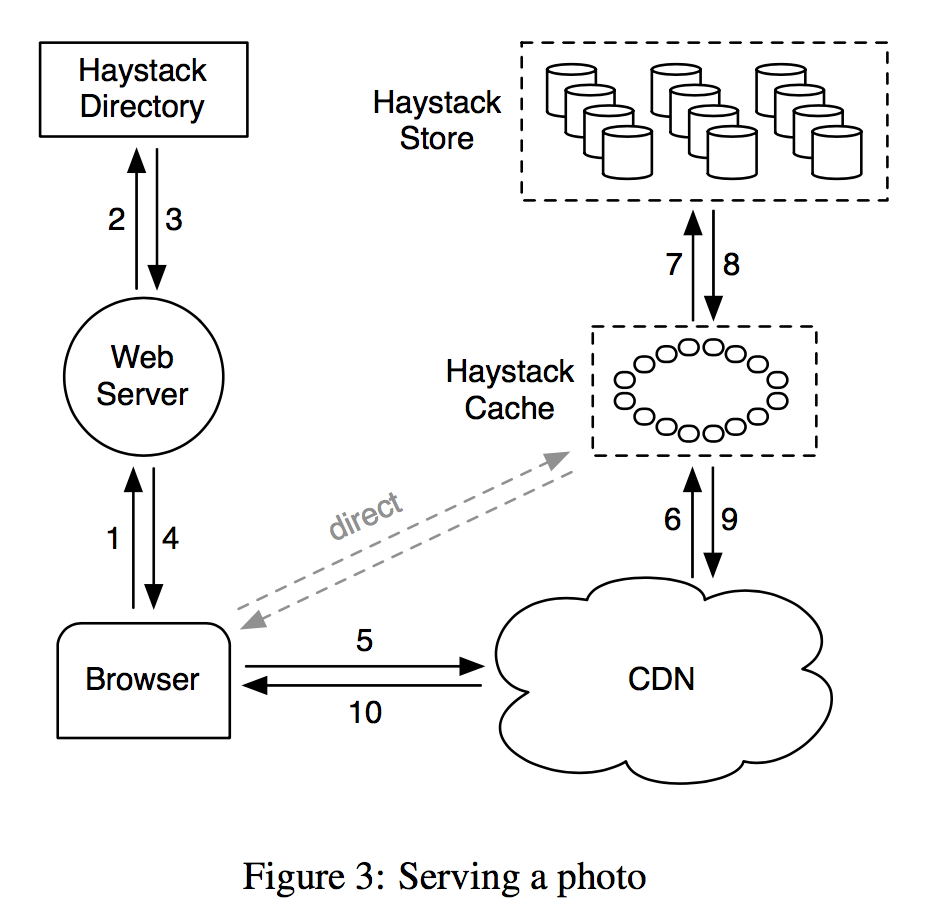 Haystack
Directory
Haystack
Store
2
3
7
8
Web
Server
Haystack
Cache
direct
1
4
6
9
5
Browser
CDN
10
Figure 3: Serving a photo